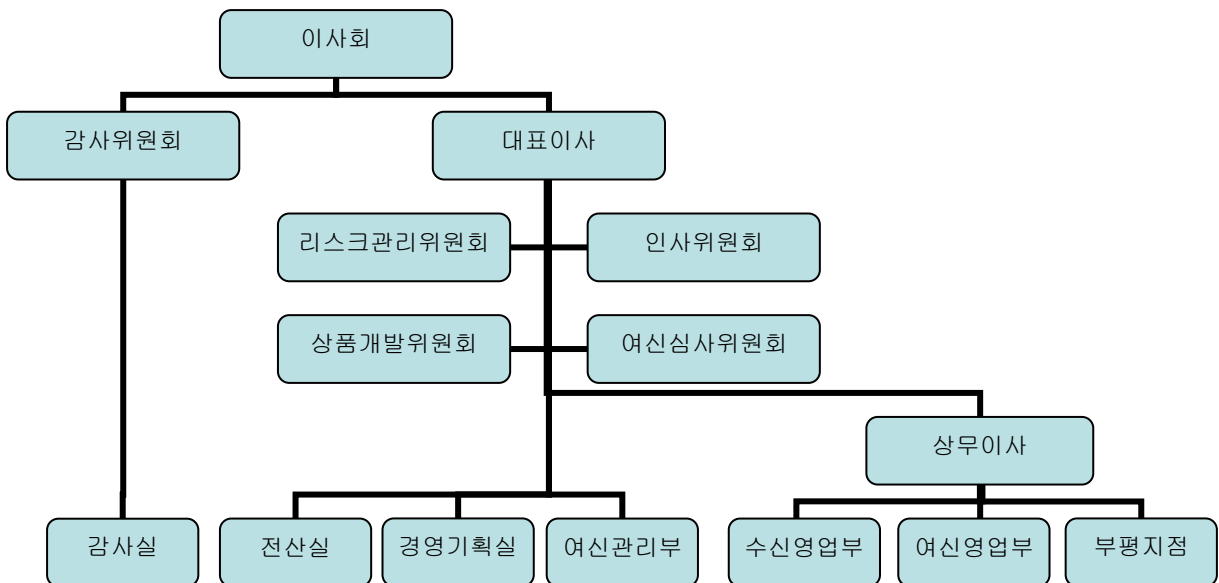 이사회
감사위원회
대표이사
리스크관리위원회
인사위원회
상품개발위원회
여신심사위원회
상무이사
감사실
전산실
경영기획실
여신관리부
수신영업부
여신영업부
부평지점